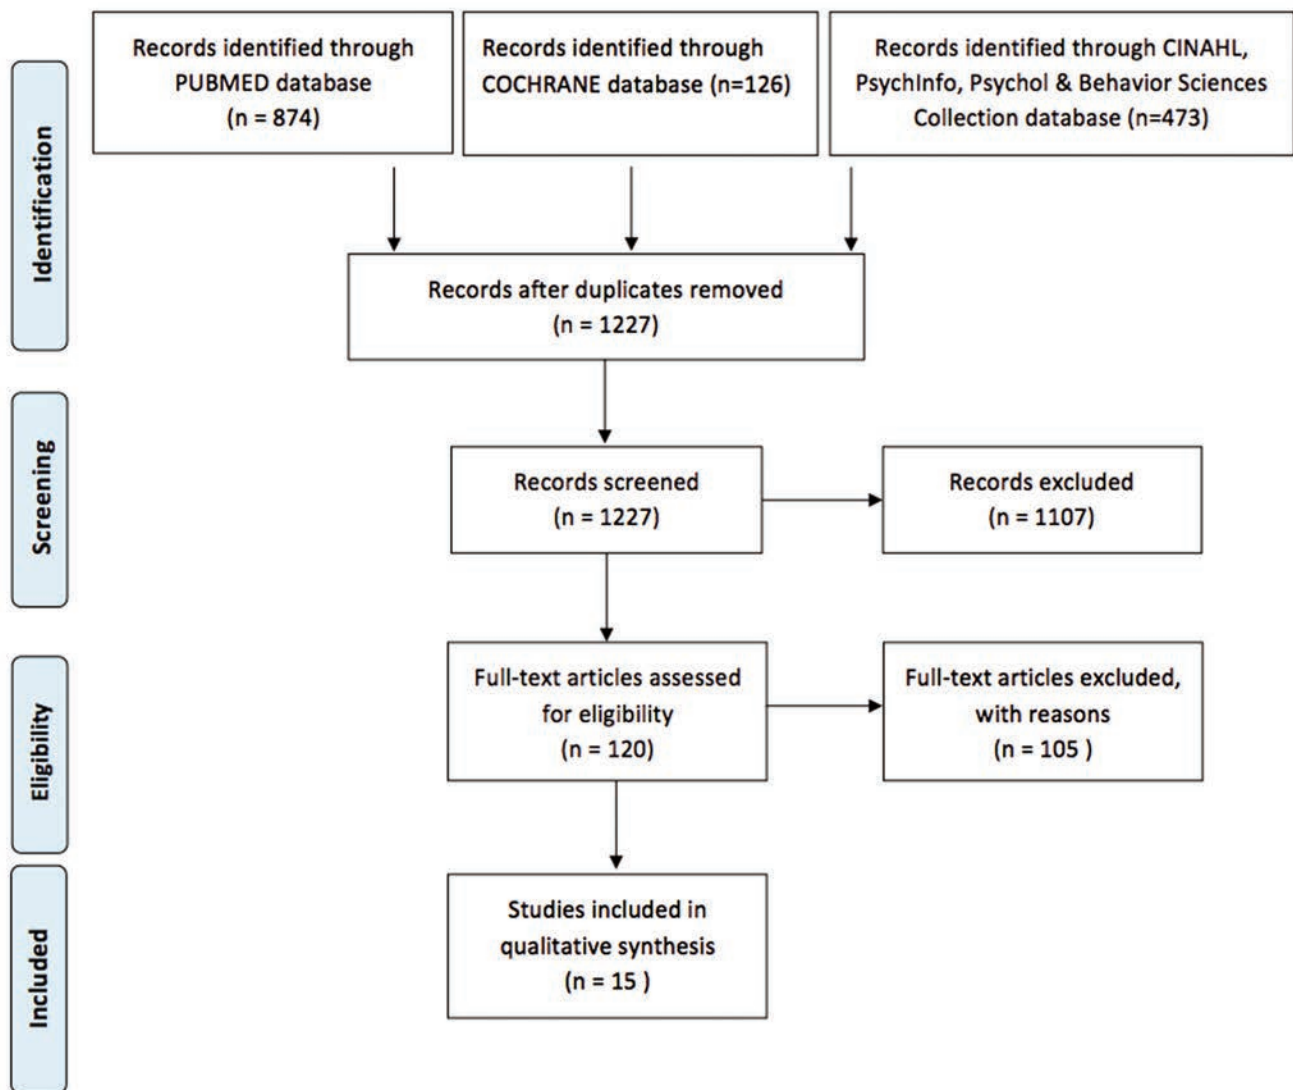 Identification
Records identified through
PUBMED database
(n = 874)
Records identified through
COCHRANE database (n=126)
Records identified through CINAHL,
PsychInfo, Psychol & Behavior Sciences
Collection database (n=473)
Records after duplicates removed
(n = 1227)
Screening
Records screened
(n = 1227)
Records excluded
(n = 1107)
Eligibility
Full-text articles assessed
for eligibility
(n = 120)
Full-text articles excluded,
with reasons
(n = 105 )
Included
Studies included in
qualitative synthesis
(n = 15 )